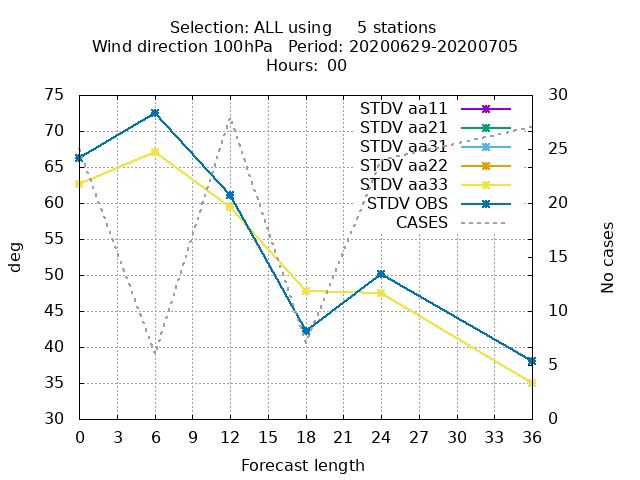 Selection: ALL using     5 stations
Wind direction 100hPa   Period: 20200629-20200705
Hours: 00
75
70
65
60
55
50
45
40
35
30
deg
30
25
20
15
10
5
0
No cases
STDV aa11
STDV aa21
STDV aa31
STDV aa22
STDV aa33
STDV OBS
CASES
0 3 6 9 12 15 18 21 24 27 30 33 36
Forecast length